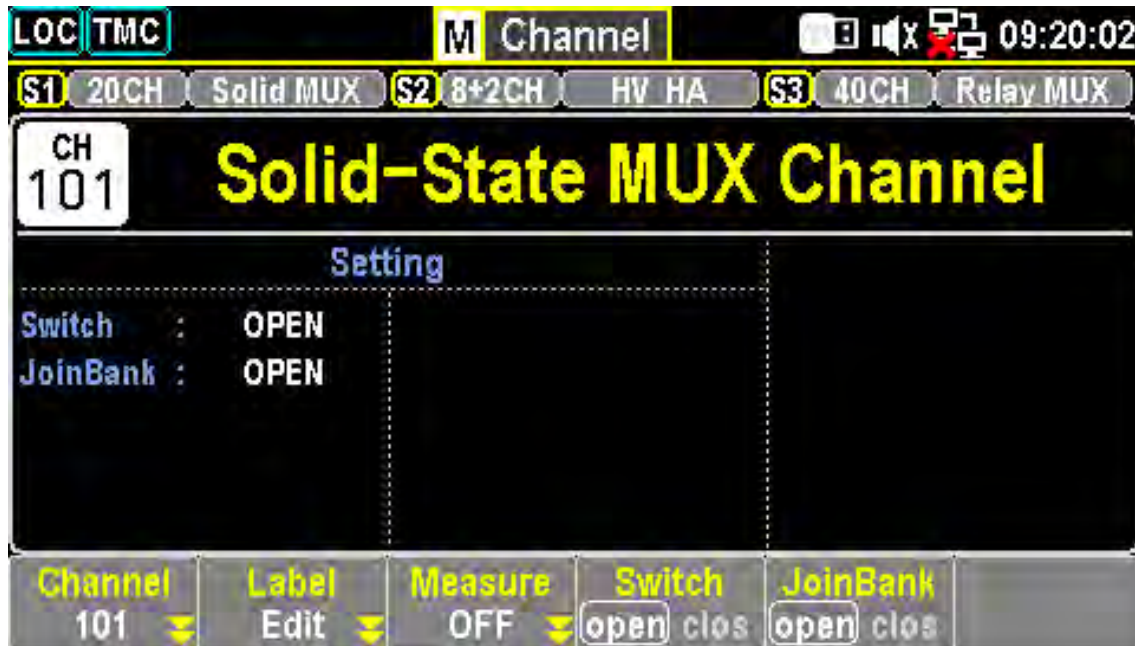 LOC TMC M Channel 09:20:02
S1 20CH Solid MUX S2 8+2CH HV HA S3 40CH Relay MUX
CH
101
Solid-State MUX Channel
Setting
Switch : OPEN
JoinBank : OPEN
Channel Label Measure Switch JoinBank
101 Edit OFF open clos open clos